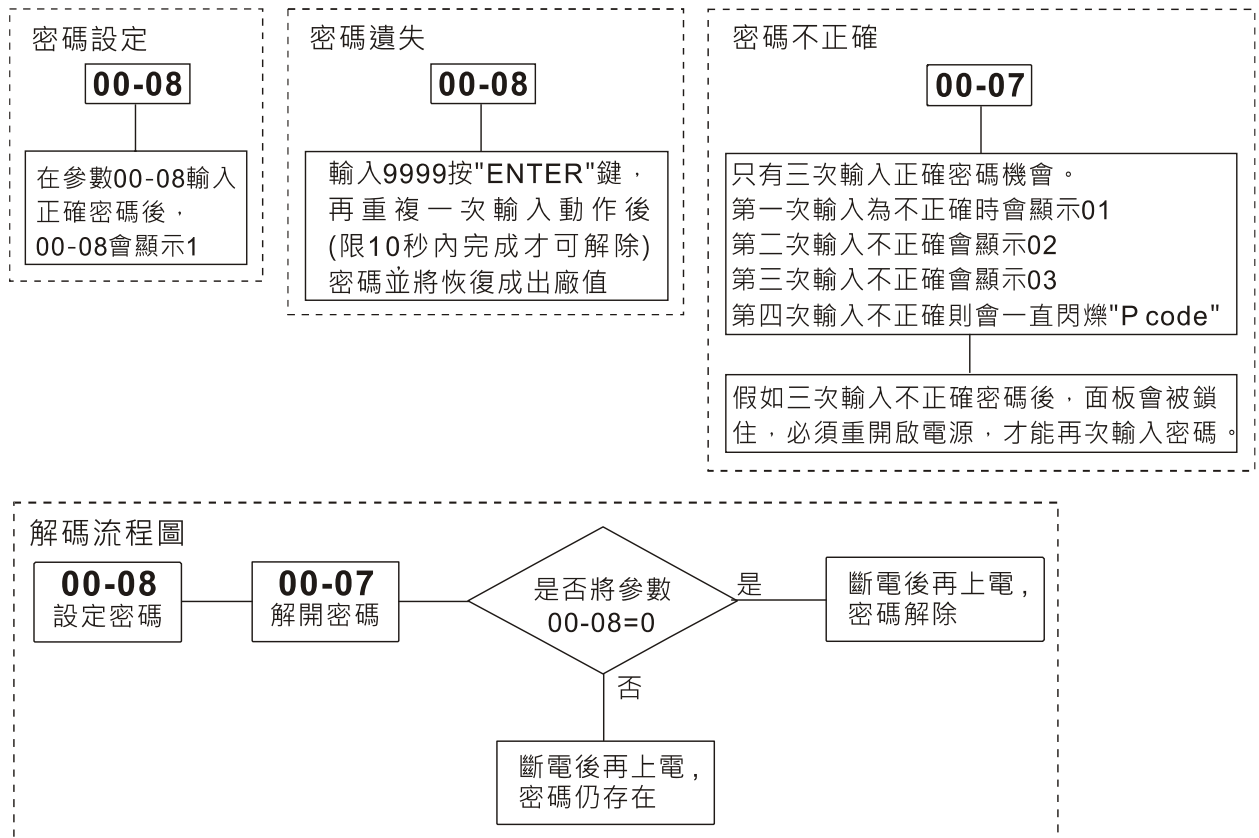 密碼設定
00-08
在參數00-08輸入
正確密碼後，
00-08會顯示1
密碼遺失
00-08
輸入9999按"ENTER"鍵，
再重複一次輸入動作後
(限10秒內完成才可解除)
密碼並將恢復成出廠值
密碼不正確
00-07
只有三次輸入正確密碼機會。
第一次輸入為不正確時會顯示01
第二次輸入不正確會顯示02
第三次輸入不正確會顯示03
第四次輸入不正確則會一直閃爍"P code"
假如三次輸入不正確密碼後，面板會被鎖
住，必須重開啟電源，才能再次輸入密碼。
解碼流程圖
00-08
設定密碼
00-07
解開密碼
是否將參數
00-08=0
是
斷電後再上電，
密碼解除
否
斷電後再上電，
密碼仍存在